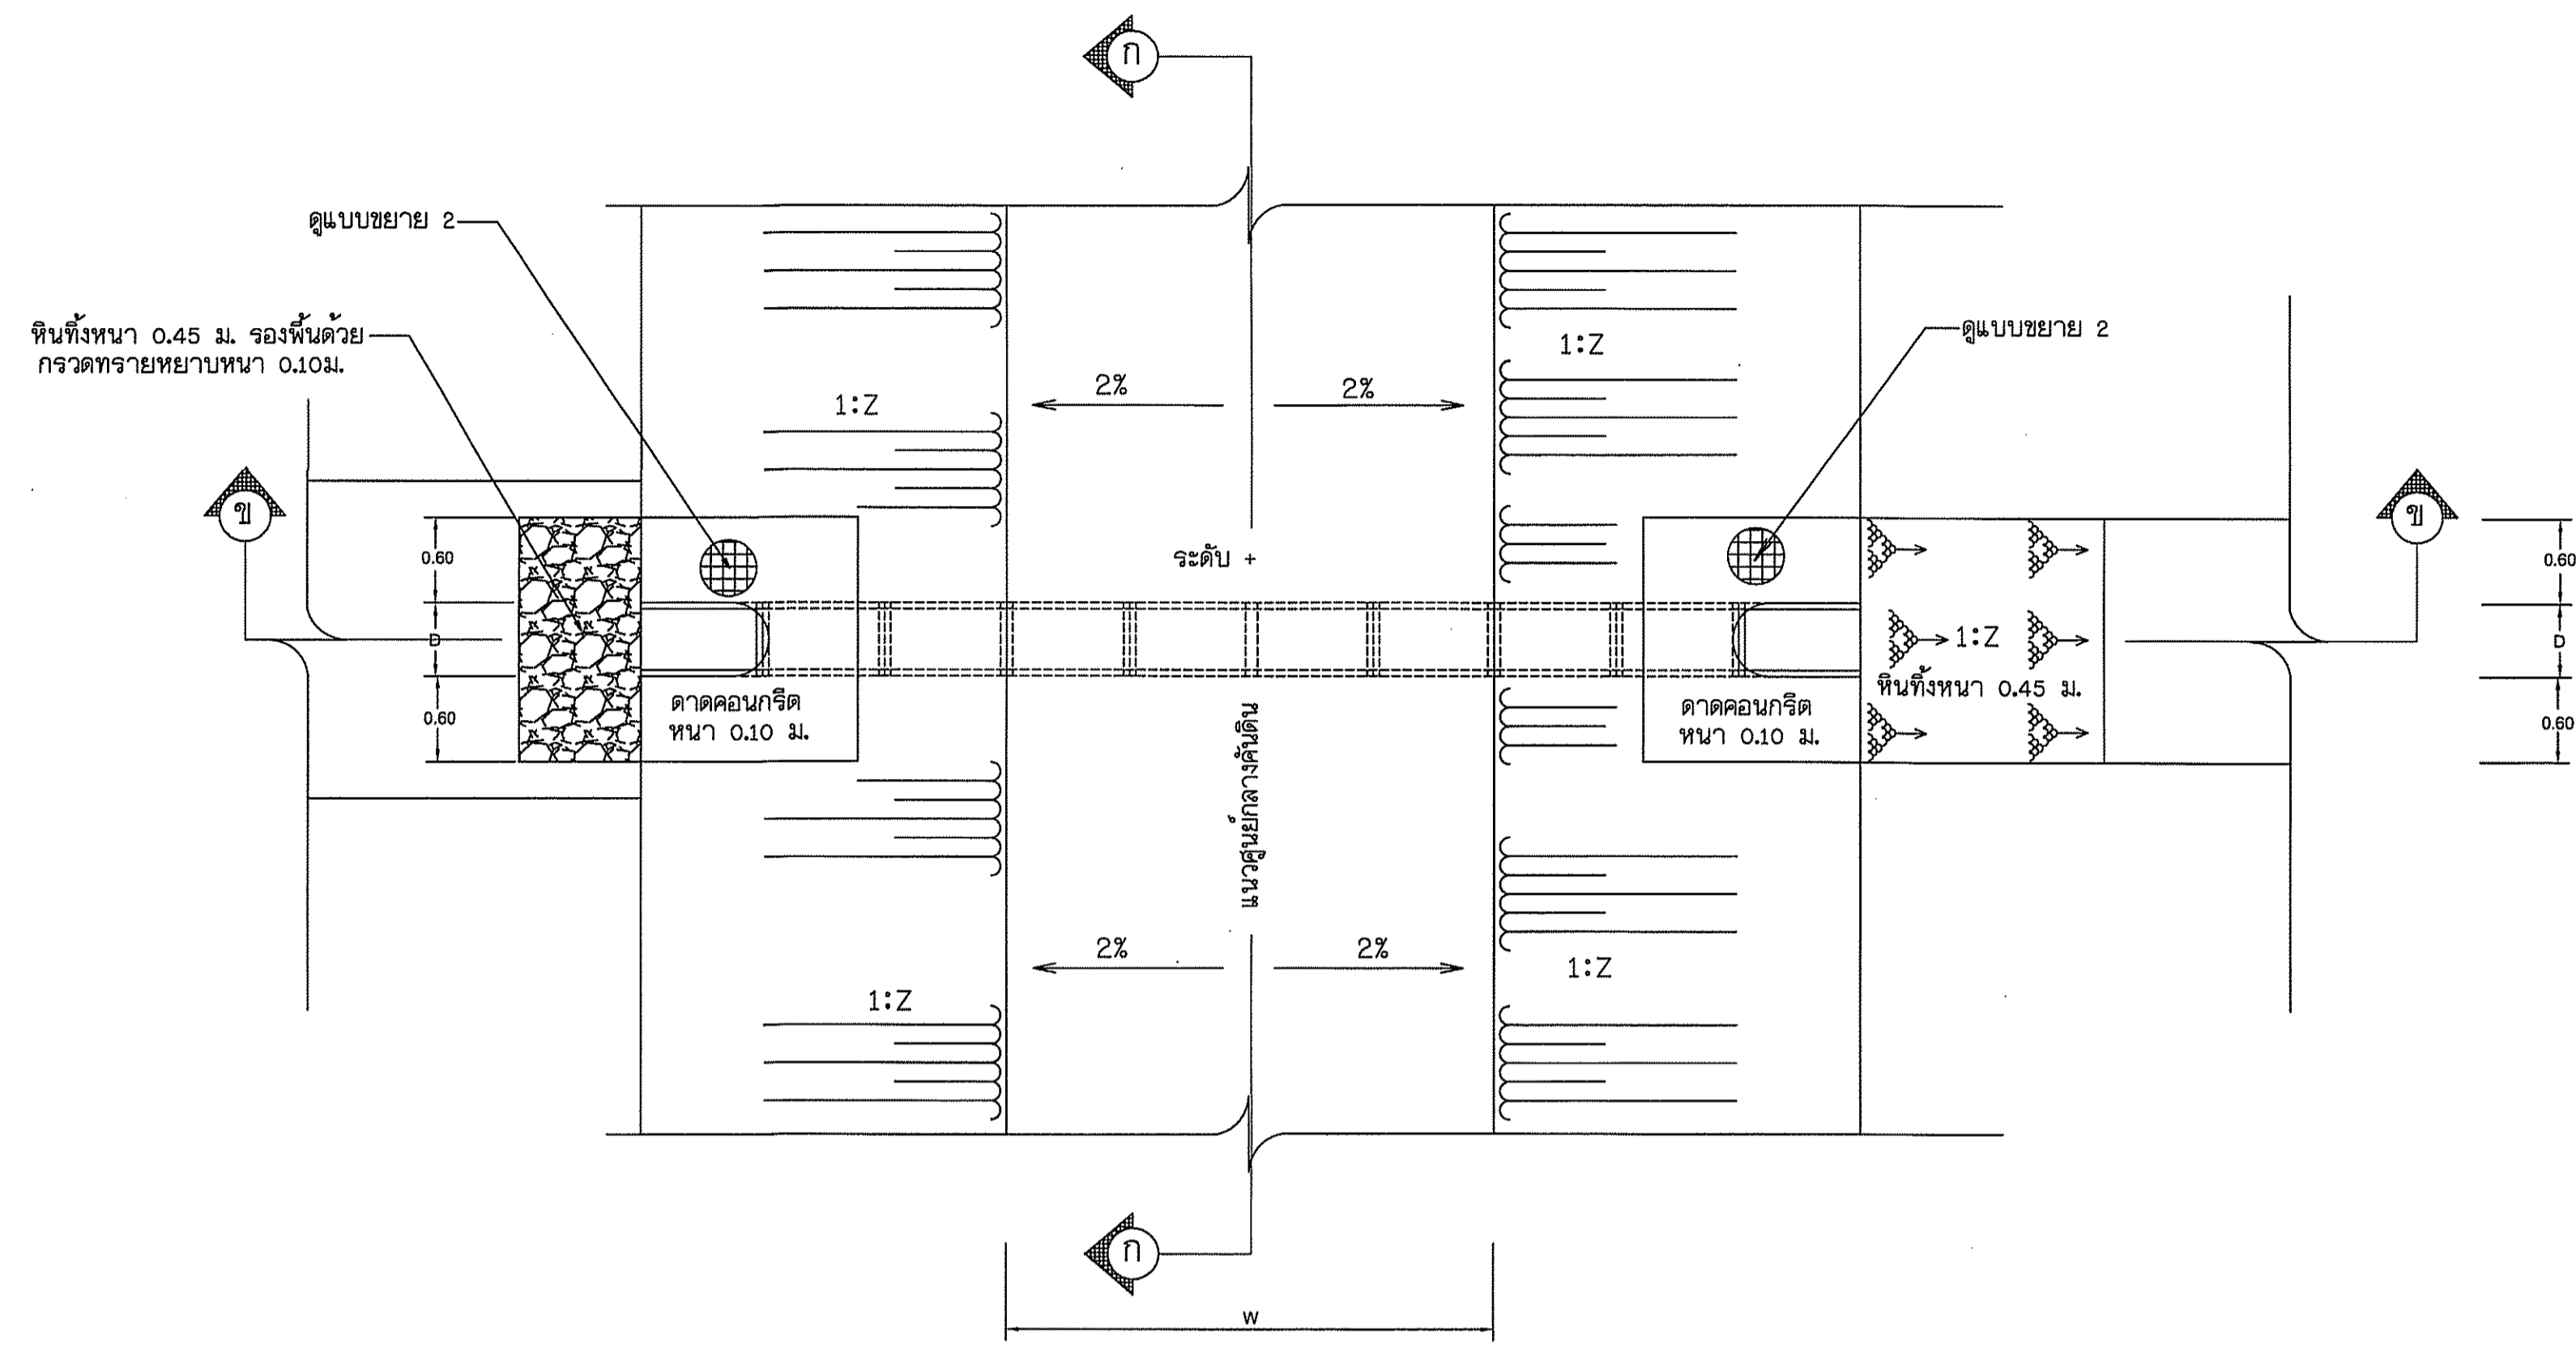 ก
ดูแบบขยาย 2
ดูแบบขยาย 2
หินทิ้งหนา 0.45 ม. รองพื้นด้วย
กรวดทรายหยาบหนา 0.10ม.
1:Z
2%
2%
1:Z
ข
ข
0.60
ระดับ +
0.60
D
1:Z
D
หินทิ้งหนา 0.45 ม.
0.60
ดาดคอนกรีต
หนา 0.10 ม.
ดาดคอนกรีต
หนา 0.10 ม.
0.60
แนวศูนย์กลางคันดิน
2%
2%
1:Z
1:Z
ก
W